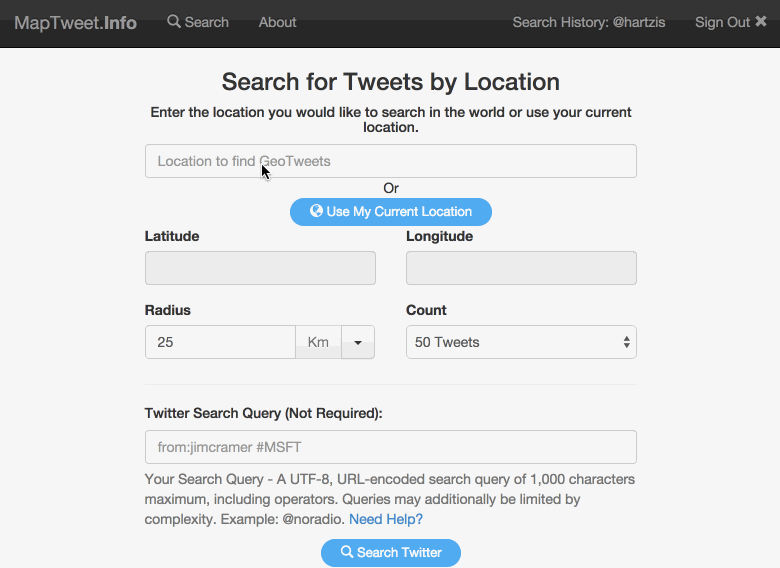 MapTweet.Info Search About Search History: @hartzis Sign Out
Search for Tweets by Location
Enter the location you would like to search in the world or use your current
location.
Location to find GeoTweets
Or
Use My Current Location
Latitude Longitude
Radius Count
25 Km 50 Tweets
Twitter Search Query (Not Required):
from:jimcramer #MSFT
Your Search Query - A UTF-8, URL-encoded search query of 1,000 characters
maximum, including operators. Queries may additionally be limited by
complexity. Example: @noradio. Need Help?
Search Twitter